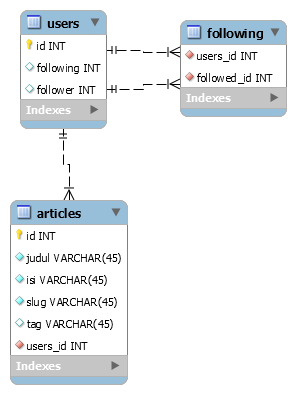 users
id INT
following INT
follower INT
Indexes
following
users_id INT
followed_id INT
Indexes
articles
id INT
judul VARCHAR(45)
isi VARCHAR(45)
slug VARCHAR(45)
tag VARCHAR(45)
users_id INT
Indexes